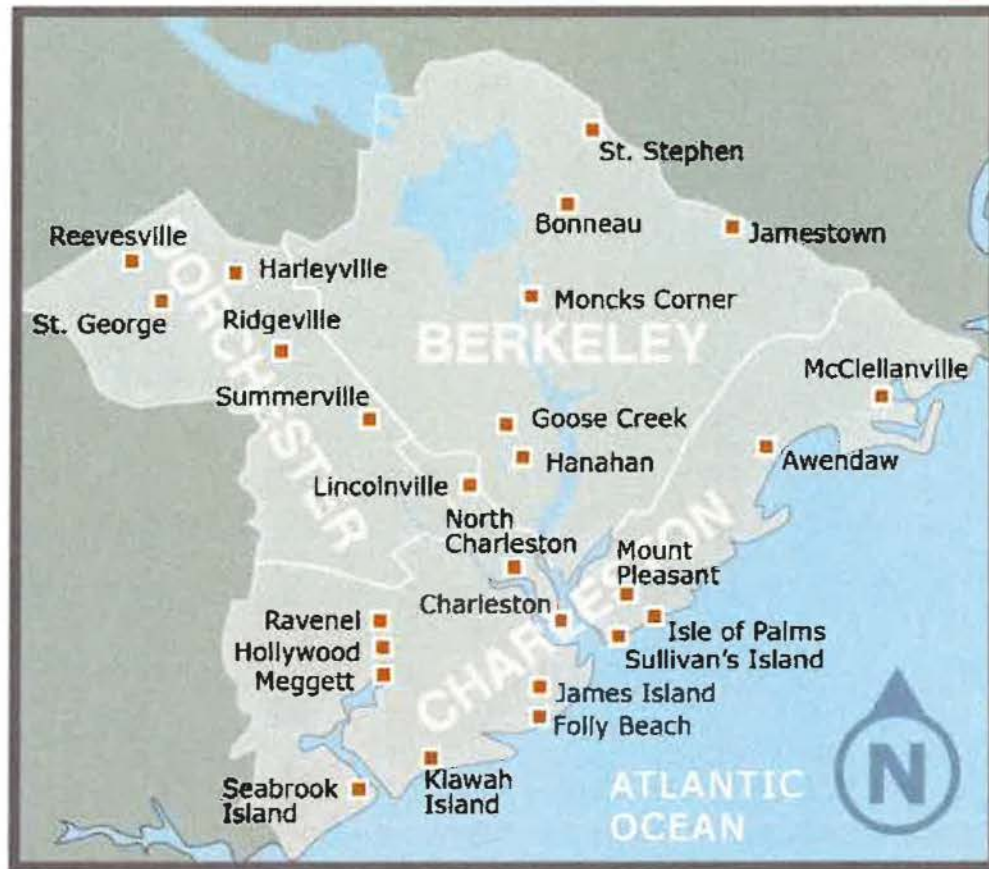 St. Stephen
Bonneau
Jamestown
Reevesville
Harleyville
St. George
Ridgeville
Moncks Corner
DORCHESTER
BERKELEY
McClellanville
Summerville
Goose Creek
Hanahan
Awendaw
Lincolnville
North
Charleston
Mount
Pleasant
Charleston
CHARLESTON
Ravenel
Hollywood
Meggett
Isle of Palms
Sullivan's Island
James Island
Folly Beach
Seabrook
Island
Kiawah
Island
ATLANTIC
OCEAN
N